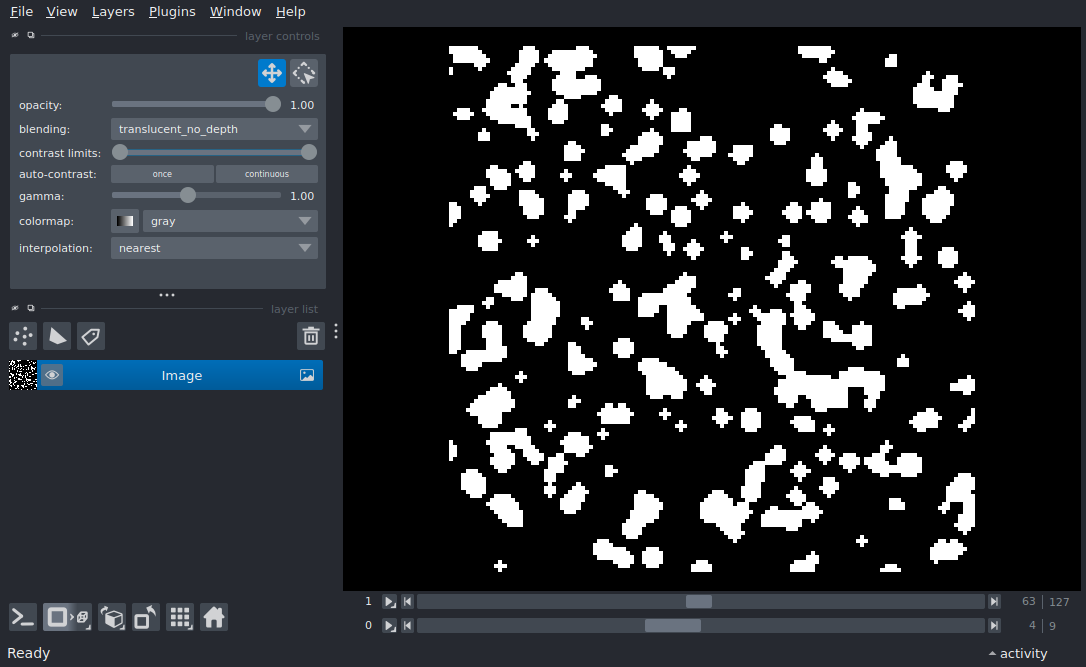 File View Layers Plugins Window Help
layer controls
opacity: 1.00
blending: translucent_no_depth
contrast limits:
auto-contrast: once continuous
gamma: 1.00
colormap: gray
interpolation: nearest
layer list
Image
1 63 127
0 4 9
Ready activity